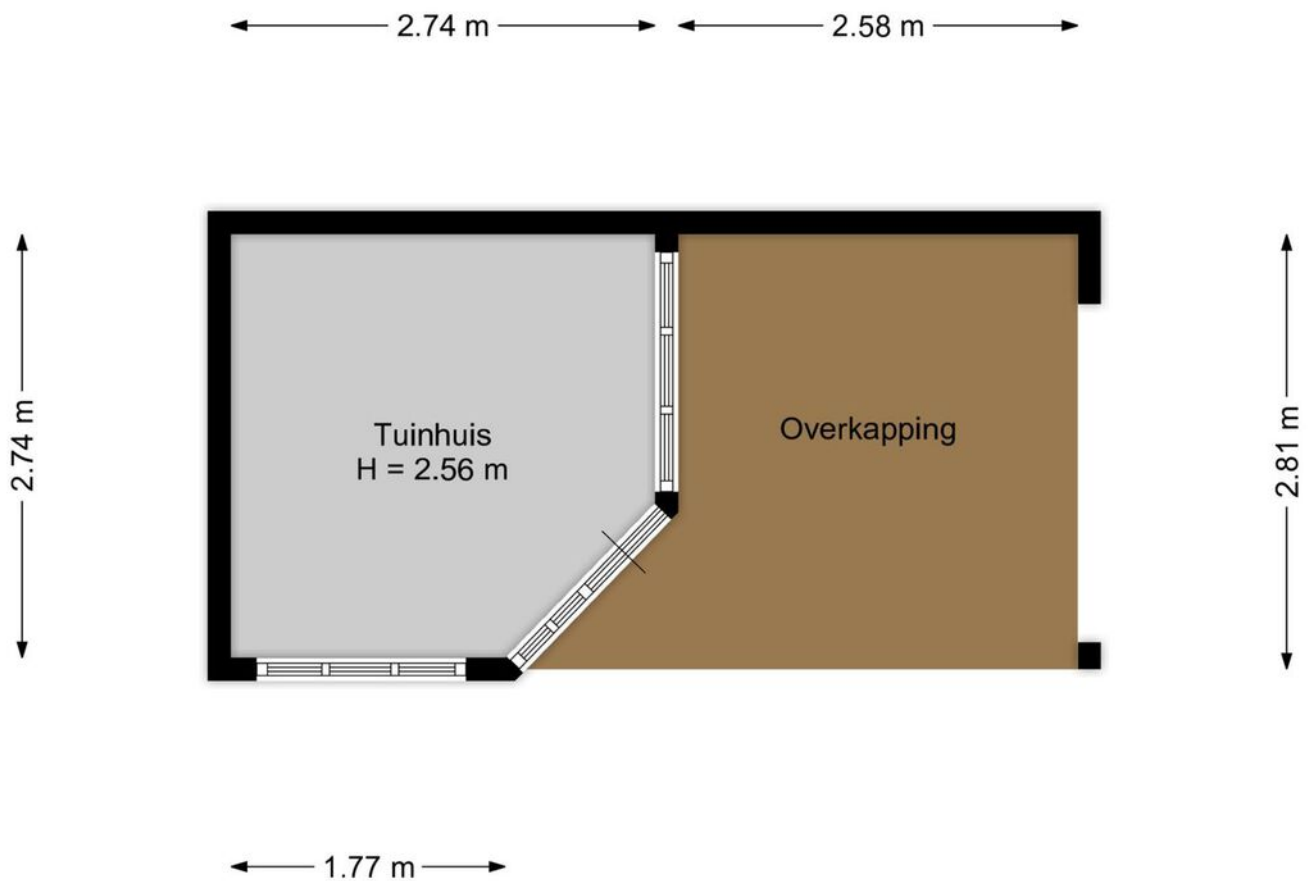 2.74 m
2.58 m
2.74 m
Tuinhuis
H = 2.56 m
Overkapping
2.81 m
1.77 m